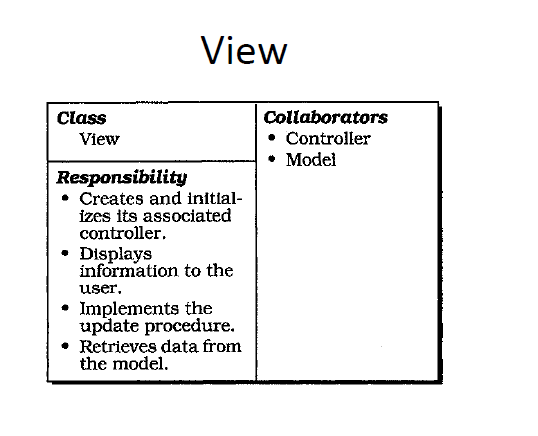 View
Class
View
Responsibility
• Creates and initial-
izes its associated
controller.
• Displays
information to the
user.
• Implements the
update procedure.
• Retrieves data from
the model.
Collaborators
• Controller
• Model